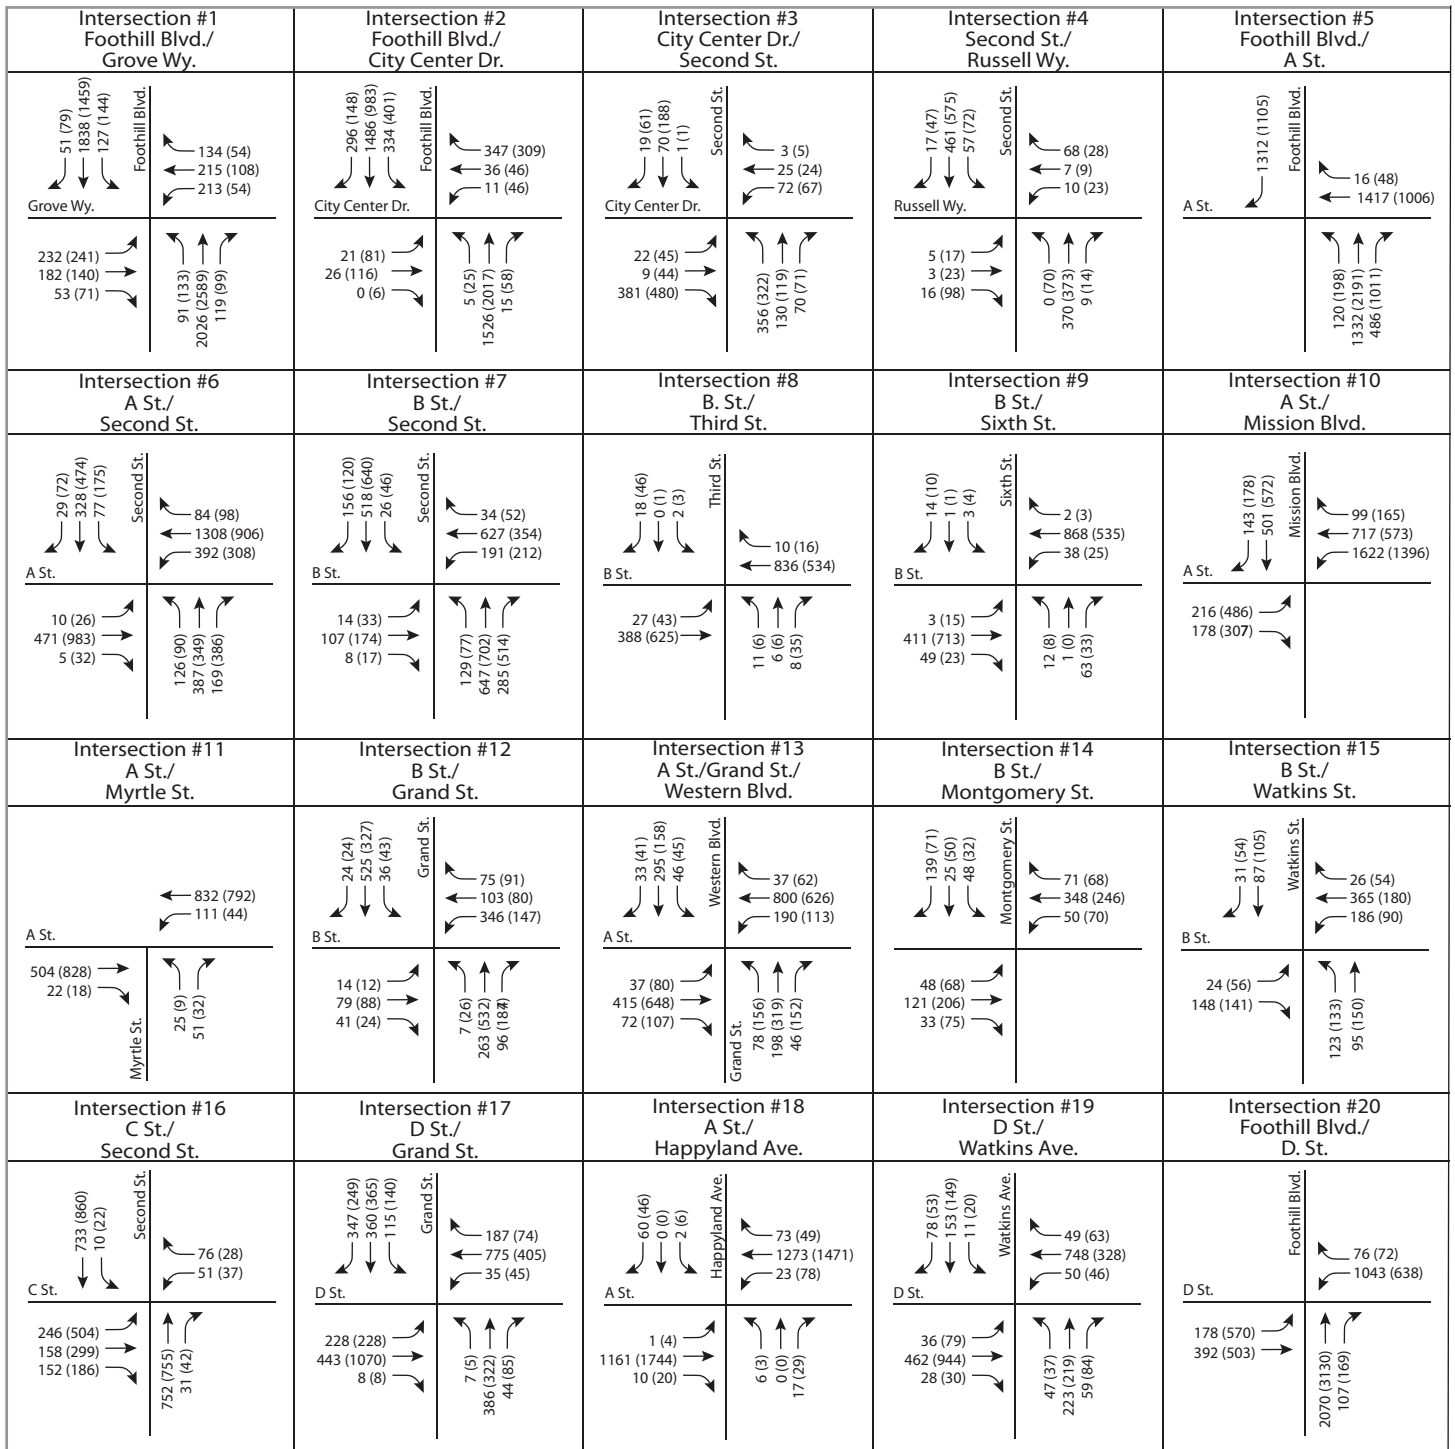 Intersection #1
Foothill Blvd./
Grove Wy.
51 (79)
1838 (1459)
127 (144)
Foothill Blvd.
134 (54)
215 (108)
213 (54)
Grove Wy.
232 (241)
182 (140)
53 (71)
91 (133)
2026 (2589)
119 (99)
Intersection #2
Foothill Blvd./
City Center Dr.
296 (148)
1486 (983)
334 (401)
Foothill Blvd.
347 (309)
36 (46)
11 (46)
City Center Dr.
21 (81)
26 (116)
0 (6)
5 (25)
1526 (2017)
15 (58)
Intersection #3
City Center Dr./
Second St.
19 (61)
70 (188)
1 (1)
Second St.
3 (5)
25 (24)
72 (67)
City Center Dr.
22 (45)
9 (44)
381 (480)
356 (322)
130 (119)
70 (71)
Intersection #4
Second St./
Russell Wy.
17 (47)
461 (575)
57 (72)
Second St.
68 (28)
7 (9)
10 (23)
Russell Wy.
5 (17)
3 (23)
16 (98)
0 (70)
370 (373)
9 (14)
Intersection #5
Foothill Blvd./
A St.
1312 (1105)
Foothill Blvd.
16 (48)
1417 (1006)
A St.
120 (198)
1332 (2191)
486 (1011)
Intersection #6
A St./
Second St.
29 (72)
328 (474)
77 (175)
Second St.
84 (98)
1308 (906)
392 (308)
A St.
10 (26)
471 (983)
5 (32)
126 (90)
387 (349)
169 (386)
Intersection #7
B St./
Second St.
156 (120)
518 (640)
26 (46)
Second St.
34 (52)
627 (354)
191 (212)
B St.
14 (33)
107 (174)
8 (17)
129 (77)
647 (702)
285 (514)
Intersection #8
B. St./
Third St.
18 (46)
0 (1)
2 (3)
Third St.
10 (16)
836 (534)
B St.
27 (43)
388 (625)
11 (6)
6 (6)
8 (35)
Intersection #9
B St./
Sixth St.
14 (10)
1 (1)
3 (4)
Sixth St.
2 (3)
868 (535)
38 (25)
B St.
3 (15)
411 (713)
49 (23)
12 (8)
1 (0)
63 (33)
Intersection #10
A St./
Mission Blvd.
143 (178)
501 (572)
Mission Blvd.
99 (165)
717 (573)
1622 (1396)
A St.
216 (486)
178 (307)
Intersection #11
A St./
Myrtle St.
832 (792)
111 (44)
A St.
504 (828)
22 (18)
Myrtle St.
25 (9)
51 (32)
Intersection #12
B St./
Grand St.
24 (24)
525 (327)
36 (43)
Grand St.
75 (91)
103 (80)
346 (147)
B St.
14 (12)
79 (88)
41 (24)
7 (26)
263 (532)
96
Intersection #13
A St./Grand St./
Western Blvd.
33 (41)
295 (158)
46 (45)
Western Blvd.
37 (62)
800 (626)
190 (113)
A St.
37 (80)
415 (648)
72 (107)
Grand St.
78 (156)
198 (319)
46 (152)
Intersection #14
B St./
Montgomery St.
139 (71)
25 (50)
48 (32)
Montgomery St.
71 (68)
348 (246)
50 (70)
48 (68)
121 (206)
33 (75)
Intersection #15
B St./
Watkins St.
31 (54)
87 (105)
Watkins St.
26 (54)
365 (180)
186 (90)
B St.
24 (56)
148 (141)
123 (133)
95 (150)
Intersection #16
C St./
Second St.
733 (860)
10 (22)
Second St.
76 (28)
51 (37)
C St.
246 (504)
158 (299)
152 (186)
752 (755)
31 (42)
Intersection #17
D St./
Grand St.
347 (249)
360 (365)
115 (140)
Grand St.
187 (74)
775 (405)
35 (45)
D St.
228 (228)
443 (1070)
8 (8)
7 (5)
386 (322)
44 (85)
Intersection #18
A St./
Happyland Ave.
60 (46)
0 (0)
2 (6)
Happyland Ave.
73 (49)
1273 (1471)
23 (78)
A St.
1 (4)
1161 (1744)
10 (20)
6 (3)
0 (0)
17 (29)
Intersection #19
D St./
Watkins Ave.
78 (53)
153 (149)
11 (20)
Watkins Ave.
49 (63)
748 (328)
50 (46)
D St.
36 (79)
462 (944)
28 (30)
47 (37)
223 (219)
59 (84)
Intersection #20
Foothill Blvd./
D. St.
Foothill Blvd.
76 (72)
1043 (638)
D St.
178 (570)
392 (503)
2070 (3130)
107 (169)